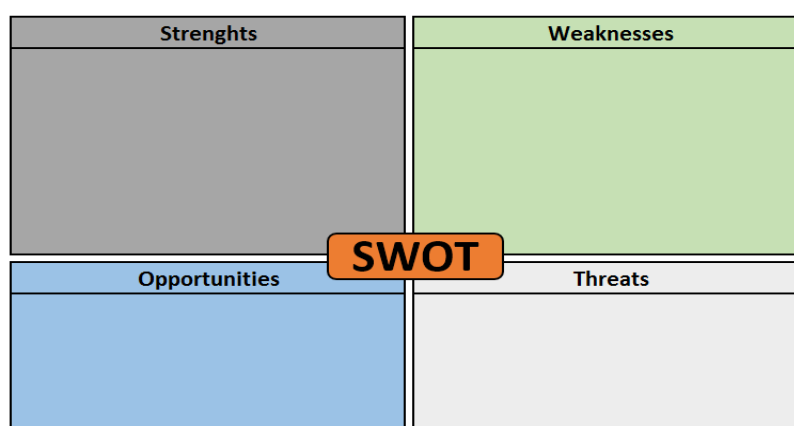 Strenghts
Weaknesses
SWOT
Opportunities
Threats